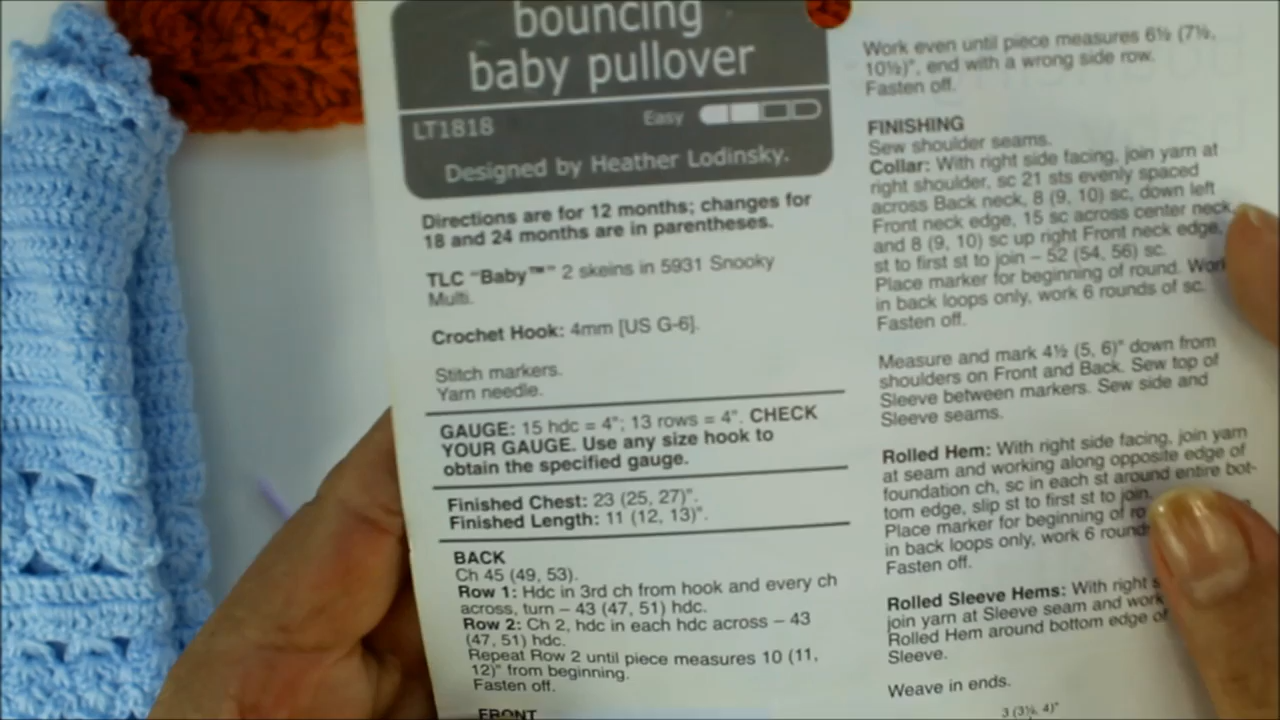 bouncing
baby pullover
LT1818
Easy
Designed by Heather Lodinsky.
Directions are for 12 months; changes for
18 and 24 months are in parentheses.
TLC "Baby™" 2 skeins in 5931 Snooky
Multi.
Crochet Hook: 4mm [US G-6].
Stitch markers.
Yarn needle.
GAUGE: 15 hdc = 4"; 13 rows = 4". CHECK
YOUR GAUGE. Use any size hook to
obtain the specified gauge.
Finished Chest: 23 (25, 27)".
Finished Length: 11 (12, 13)".
BACK
Ch 45 (49, 53).
Row 1: Hdc in 3rd ch from hook and every ch
across, turn – 43 (47, 51) hdc.
Row 2: Ch 2, hdc in each hdc across – 43
(47, 51) hdc.
Repeat Row 2 until piece measures 10 (11,
12)" from beginning.
Fasten off.
FRONT
Work even until piece measures 6½ (7½,
10½)", end with a wrong side row.
Fasten off.
FINISHING
Sew shoulder seams.
Collar: With right side facing, join yarn at
right shoulder, sc 21 sts evenly spaced
across Back neck, 8 (9, 10) sc, down left
Front neck edge, 15 sc across center neck,
and 8 (9, 10) sc up right Front neck edge,
st to first st to join – 52 (54, 56) sc.
Place marker for beginning of round. Work
in back loops only, work 6 rounds of sc.
Fasten off.
Measure and mark 4½ (5, 6)" down from
shoulders on Front and Back. Sew top of
Sleeve between markers. Sew side and
Sleeve seams.
Rolled Hem: With right side facing, join yarn
at seam and working along opposite edge of
foundation ch, sc in each st around entire bot-
tom edge, slip st to first st to join.
Place marker for beginning of ro
in back loops only, work 6 round
Fasten off.
Rolled Sleeve Hems: With right s
join yarn at Sleeve seam and work
Rolled Hem around bottom edge of
Sleeve.
Weave in ends.
3 (3½, 4)"